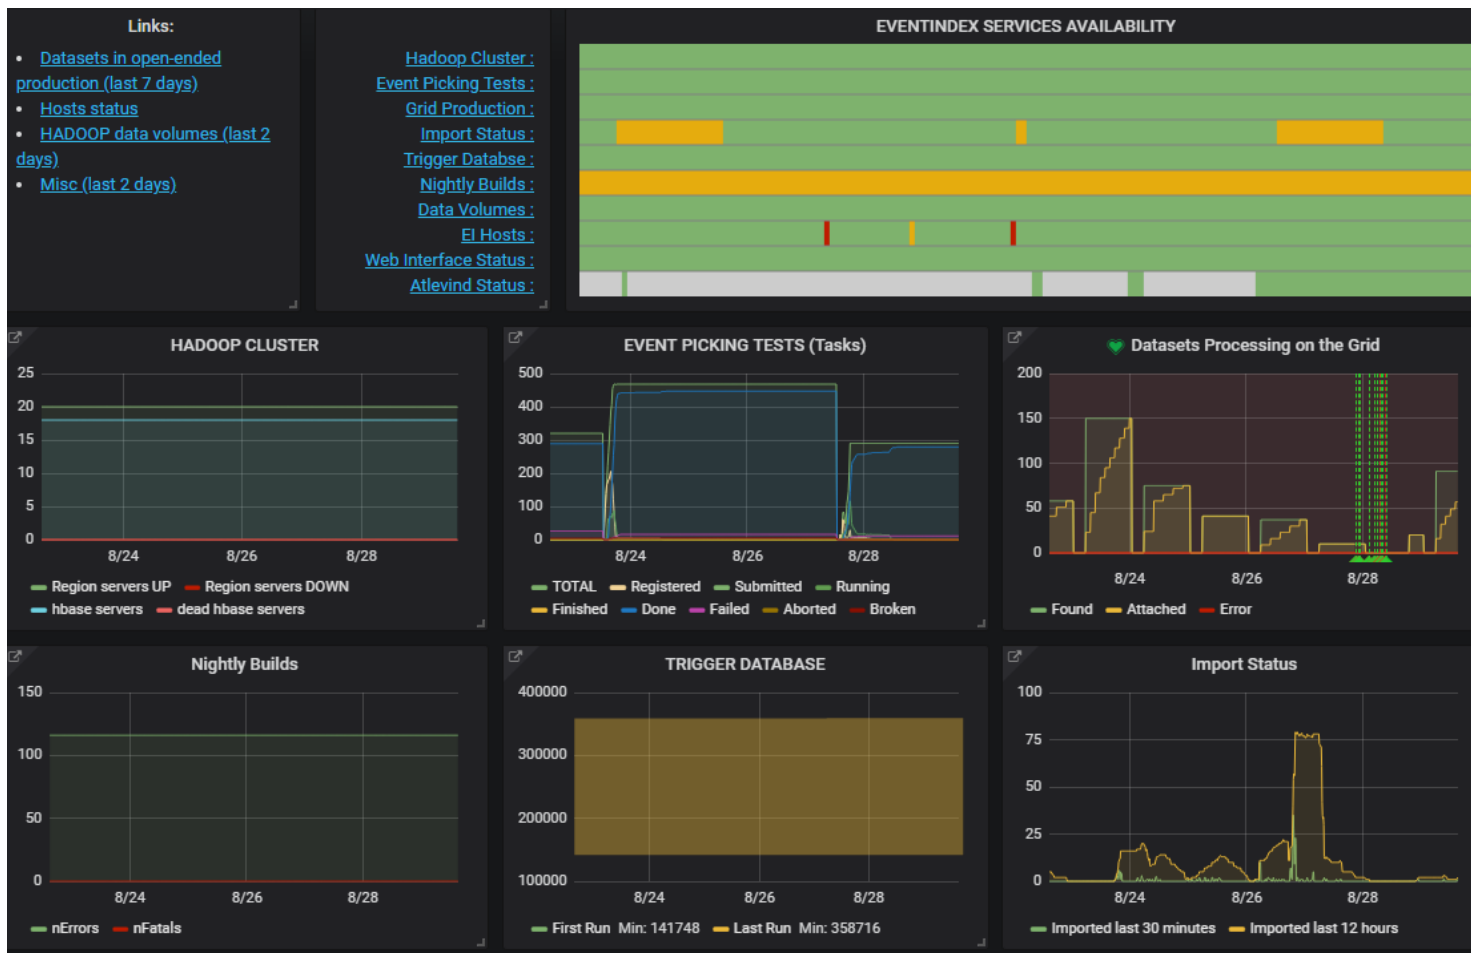 Links:
• Datasets in open-ended
production (last 7 days)
• Hosts status
• HADOOP data volumes (last 2
days)
• Misc (last 2 days)
Hadoop Cluster :
Event Picking Tests :
Grid Production :
Import Status :
Trigger Databse :
Nightly Builds :
Data Volumes :
EI Hosts :
Web Interface Status :
Atlevind Status :
EVENTINDEX SERVICES AVAILABILITY
HADOOP CLUSTER
25
20
15
10
5
0
8/24 8/26 8/28
Region servers UP Region servers DOWN
hbase servers dead hbase servers
EVENT PICKING TESTS (Tasks)
500
400
300
200
100
0
8/24 8/26 8/28
TOTAL Registered Submitted Running
Finished Done Failed Aborted Broken
Datasets Processing on the Grid
200
150
100
50
0
8/24 8/26 8/28
Found Attached Error
Nightly Builds
150
100
50
0
8/24 8/26 8/28
nErrors nFatals
TRIGGER DATABASE
400000
300000
200000
100000
8/24 8/26 8/28
First Run Min: 141748 Last Run Min: 358716
Import Status
100
75
50
25
0
8/24 8/26 8/28
Imported last 30 minutes Imported last 12 hours